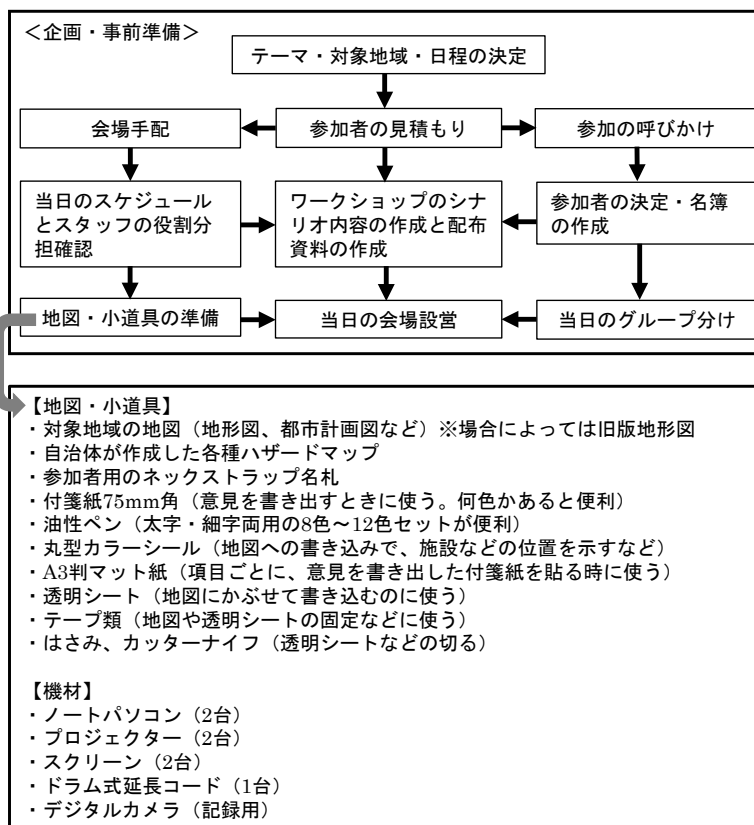 ＜企画・事前準備＞
テーマ・対象地域・日程の決定
会場手配
参加者の見積もり
参加の呼びかけ
当日のスケジュール
とスタッフの役割分
担確認
ワークショップのシナ
リオ内容の作成と配布
資料の作成
参加者の決定・名簿
の作成
地図・小道具の準備
当日の会場設営
当日のグループ分け
【地図・小道具】
・対象地域の地図（地形図、都市計画図など）※場合によっては旧版地形図
・自治体が作成した各種ハザードマップ
・参加者用のネックストラップ名札
・付箋紙75mm角（意見を書き出すときに使う。何色かあると便利）
・油性ペン（太字・細字両用の8色～12色セットが便利）
・丸型カラーシール（地図への書き込みで、施設などの位置を示すなど）
・A3判マット紙（項目ごとに、意見を書き出した付箋紙を貼る時に使う）
・透明シート（地図にかぶせて書き込むのに使う）
・テープ類（地図や透明シートの固定などに使う）
・はさみ、カッターナイフ（透明シートなどの切る）
【機材】
・ノートパソコン（2台）
・プロジェクター（2台）
・スクリーン（2台）
・ドラム式延長コード（1台）
・デジタルカメラ（記録用）